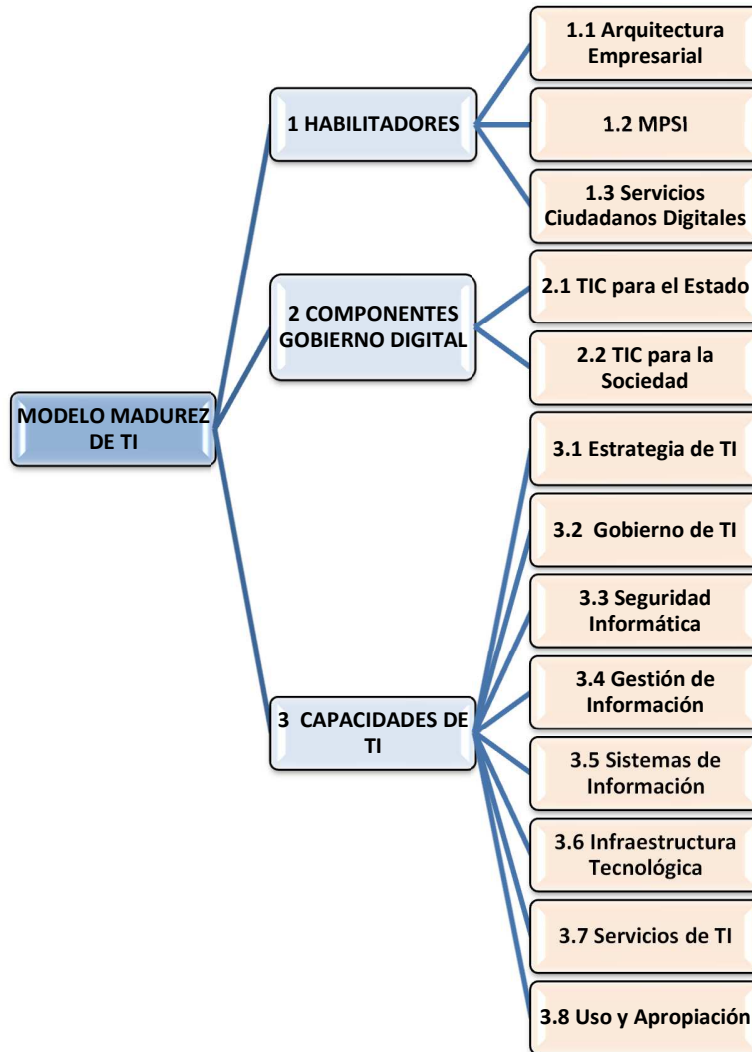 MODELO MADUREZ
DE TI
1 HABILITADORES
1.1 Arquitectura
Empresarial
1.2 MPSI
1.3 Servicios
Ciudadanos Digitales
2 COMPONENTES
GOBIERNO DIGITAL
2.1 TIC para el Estado
2.2 TIC para la
Sociedad
3 CAPACIDADES DE
TI
3.1 Estrategia de TI
3.2 Gobierno de TI
3.3 Seguridad
Informática
3.4 Gestión de
Información
3.5 Sistemas de
Información
3.6 Infraestructura
Tecnológica
3.7 Servicios de TI
3.8 Uso y Apropiación